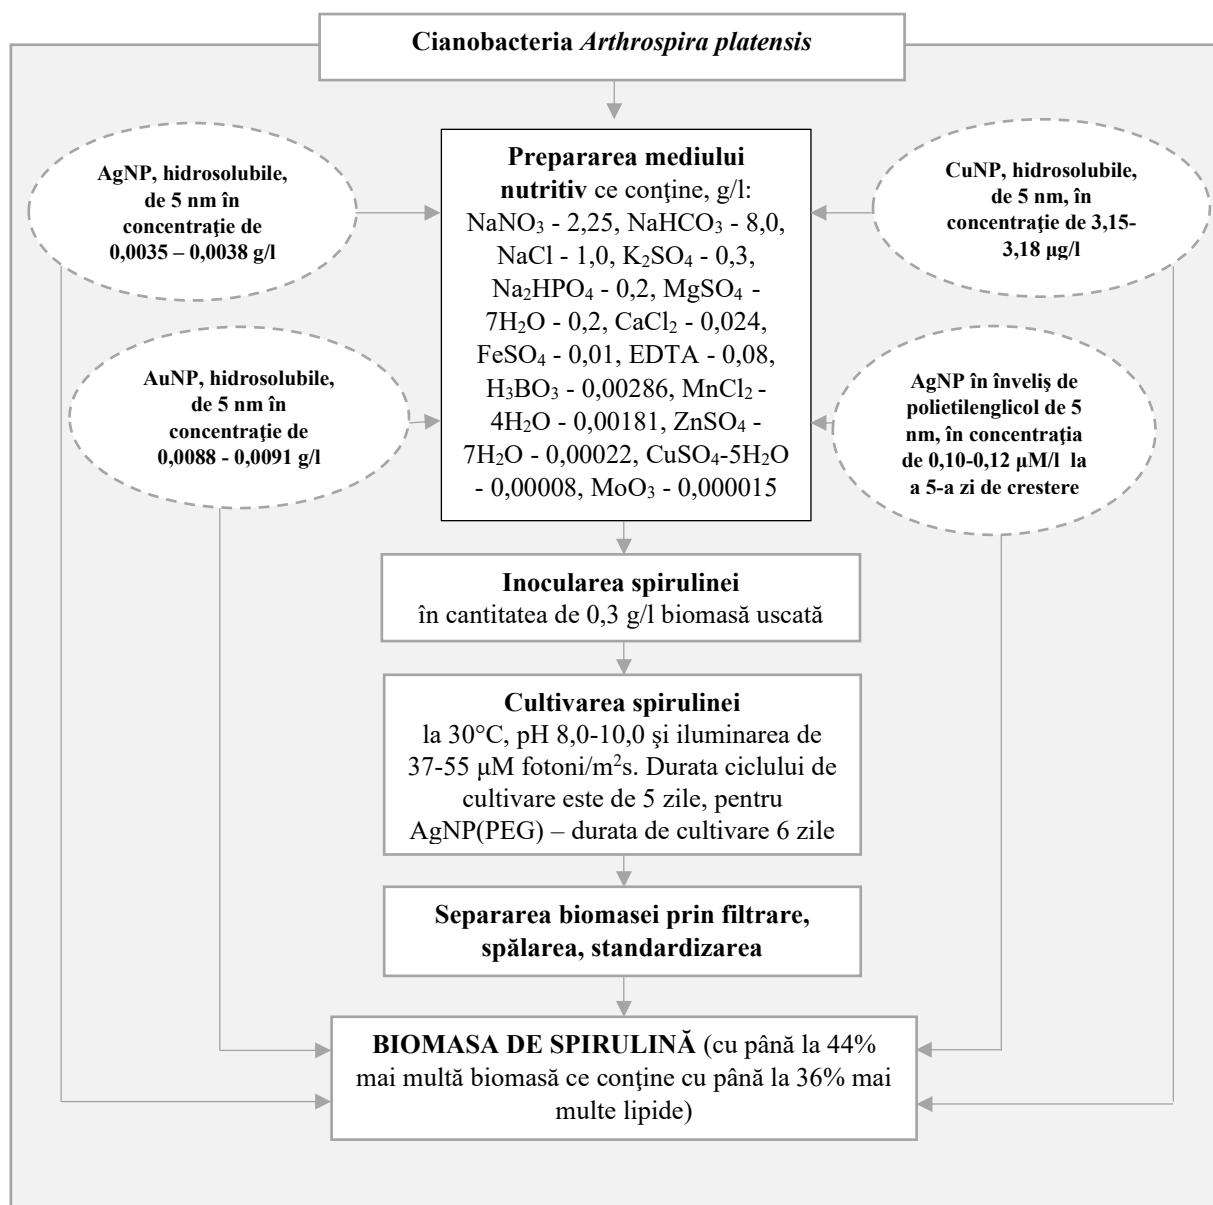 Cianobacteria Arthrospira platensis
AgNP, hidrosolubile,
de 5 nm în
concentraţie de
0,0035 – 0,0038 g/l
Prepararea mediului
nutritiv ce conţine, g/l:
NaNO₃ - 2,25, NaHCO₃ - 8,0,
NaCl - 1,0, K₂SO₄ - 0,3,
Na₂HPO₄ - 0,2, MgSO₄ -
7H₂O - 0,2, CaCl₂ - 0,024,
FeSO₄ - 0,01, EDTA - 0,08,
H₃BO₃ - 0,00286, MnCl₂ -
4H₂O - 0,00181, ZnSO₄ -
7H₂O - 0,00022, CuSO₄-5H₂O
- 0,00008, MoO₃ - 0,000015
CuNP, hidrosolubile,
de 5 nm, în
concentraţie de 3,15-
3,18 µg/l
AuNP, hidrosolubile,
de 5 nm în
concentraţie de
0,0088 - 0,0091 g/l
AgNP în înveliş de
polietilenglicol de 5
nm, în concentraţia
de 0,10-0,12 µM/l la
a 5-a zi de crestere
Inocularea spirulinei
în cantitatea de 0,3 g/l biomasă uscată
Cultivarea spirulinei
la 30°C, pH 8,0-10,0 şi iluminarea de
37-55 µM fotoni/m²s. Durata ciclului de
cultivare este de 5 zile, pentru
AgNP(PEG) – durata de cultivare 6 zile
Separarea biomasei prin filtrare,
spălarea, standardizarea
BIOMASA DE SPIRULINĂ (cu până la 44%
mai multă biomasă ce conţine cu până la 36% mai
multe lipide)